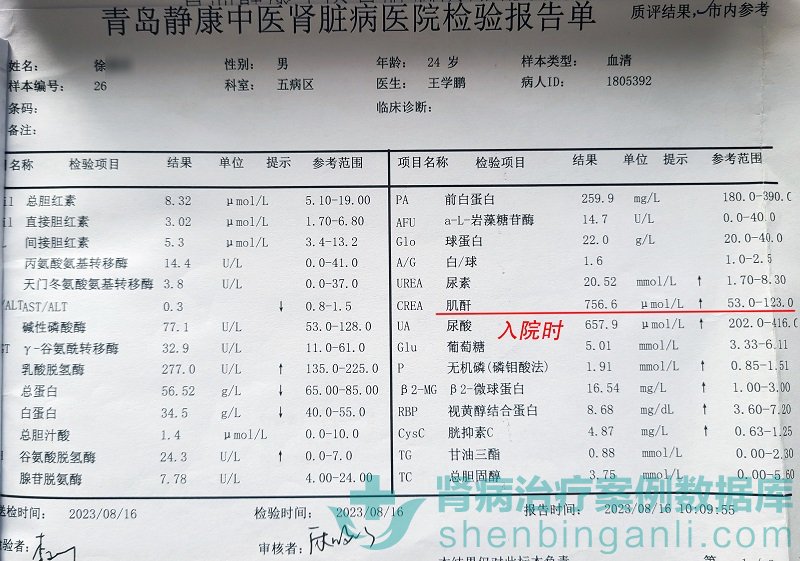 青岛静康中医肾脏病医院检验报告单
质评结果,市内参考
姓名: 徐 性别: 男 年龄: 24 岁 样本类型: 血清
样本编号: 26 科室: 五病区 医生: 王学鹏 病人ID: 1805392
条码: 临床诊断:
备注:
名称 检验项目 结果 单位 提示 参考范围 项目名称 检验项目 结果 单位 提示 参考范围
总胆红素 8.32 μmol/L 5.10-19.00 PA 前白蛋白 259.9 mg/L 180.0-390.0
直接胆红素 3.02 μmol/L 1.70-6.80 AFU a-L-岩藻糖苷酶 14.7 U/L 0.0-40.0
间接胆红素 5.3 μmol/L 3.4-13.2 Glo 球蛋白 22.0 g/L 20.0-40.0
丙氨酸氨基转移酶 14.4 U/L 0.0-41.0 A/G 白/球 1.6 1.0-2.5
天门冬氨酸氨基转移酶 3.8 U/L 0.0-37.0 UREA 尿素 20.52 mmol/L ↑ 1.70-8.30
/ALT AST/ALT 0.3 ↓ 0.8-1.5 CREA 肌酐 756.6 μmol/L ↑ 53.0-123.0
碱性磷酸酶 77.1 U/L 53.0-128.0 UA 尿酸 657.9 μmol/L ↑ 202.0-416.0
入院时
GT γ-谷氨酰转移酶 32.9 U/L 11.0-61.0 Glu 葡萄糖 5.01 mmol/L 3.33-6.11
乳酸脱氢酶 277.0 U/L ↑ 135.0-225.0 P 无机磷(磷钼酸法) 1.91 mmol/L ↑ 0.85-1.51
总蛋白 56.52 g/L ↓ 65.00-85.00 β2-MG β2-微球蛋白 16.54 mg/L ↑ 1.00-3.00
白蛋白 34.5 g/L ↓ 40.0-55.0 RBP 视黄醇结合蛋白 8.68 mg/dL ↑ 3.60-7.20
总胆汁酸 1.4 μmol/L 0.0-10.0 CysC 胱抑素C 4.87 mg/L ↑ 0.63-1.25
谷氨酸脱氢酶 24.3 U/L ↑ 0.0-7.0 TG 甘油三酯 0.88 mmol/L 0.00-2.30
腺苷脱氨酶 7.78 U/L 4.00-24.00 TC 总胆固醇 3.75 mmol/L 0.00-5.60
肾病治疗案例数据库
shenbinganli.com
送检时间: 2023/08/16 检验时间: 2023/08/16 报告时间: 2023/08/16 10:09:55
检验者: 审核者: